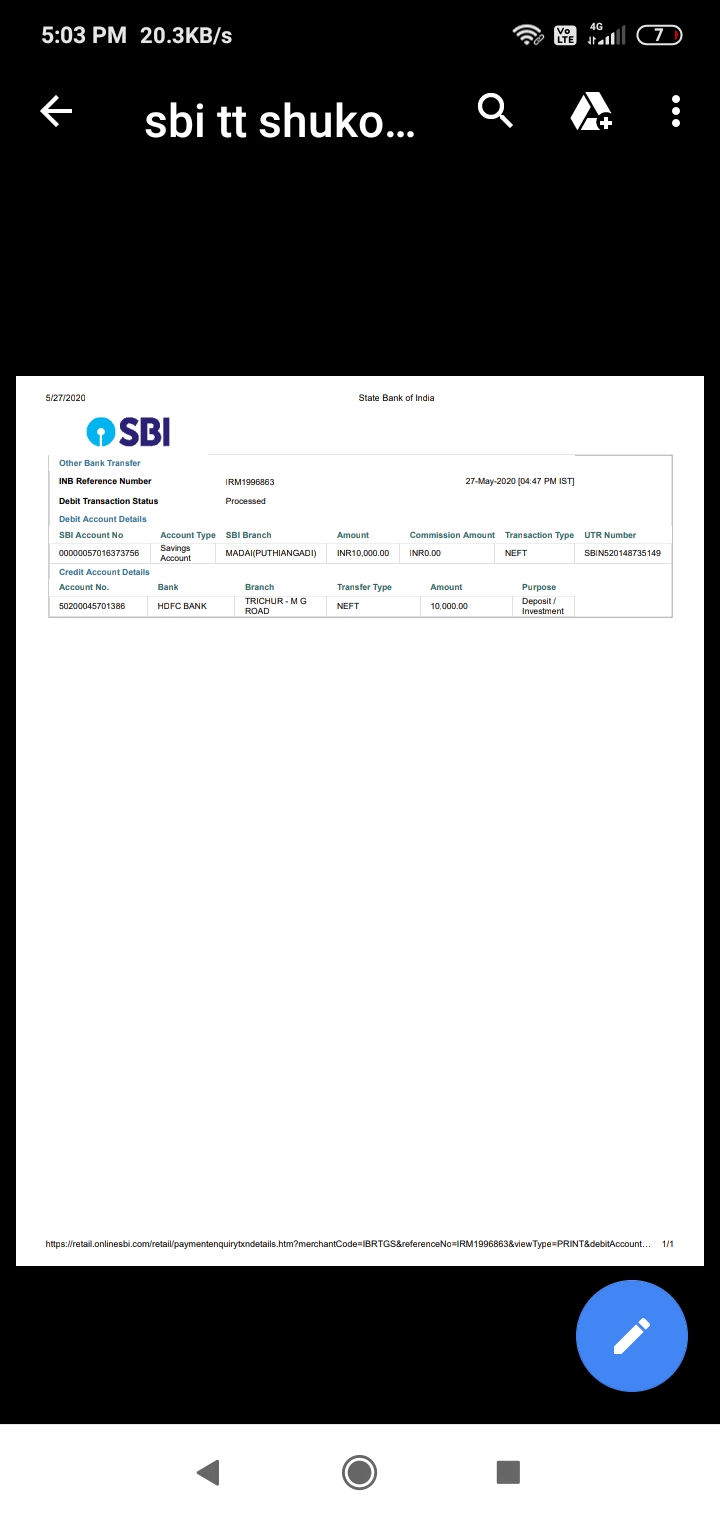 5:03 PM 20.3KB/s
Vo LTE 4G 7
sbi tt shuko...
5/27/2020 State Bank of India
SBI
Other Bank Transfer
INB Reference Number IRM1996863 27-May-2020 [04:47 PM IST]
Debit Transaction Status Processed
Debit Account Details
SBI Account No Account Type SBI Branch Amount Commission Amount Transaction Type UTR Number
00000057016373756 Savings Account MADAI(PUTHIANGADI) INR10,000.00 INR0.00 NEFT SBIN520148735149
Credit Account Details
Account No. Bank Branch Transfer Type Amount Purpose
50200045701386 HDFC BANK TRICHUR - M G ROAD NEFT 10,000.00 Deposit / Investment
https://retail.onlinesbi.com/retail/paymentenquirytxndetails.htm?merchantCode=IBRTGS&referenceNo=IRM1996863&viewType=PRINT&debitAccount... 1/1